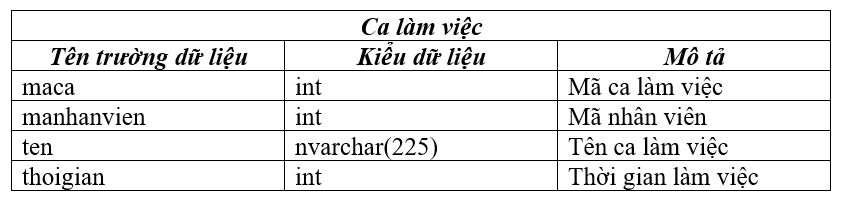 Ca làm việc
Tên trường dữ liệu Kiểu dữ liệu Mô tả
maca int Mã ca làm việc
manhanvien int Mã nhân viên
ten nvarchar(225) Tên ca làm việc
thoigian int Thời gian làm việc